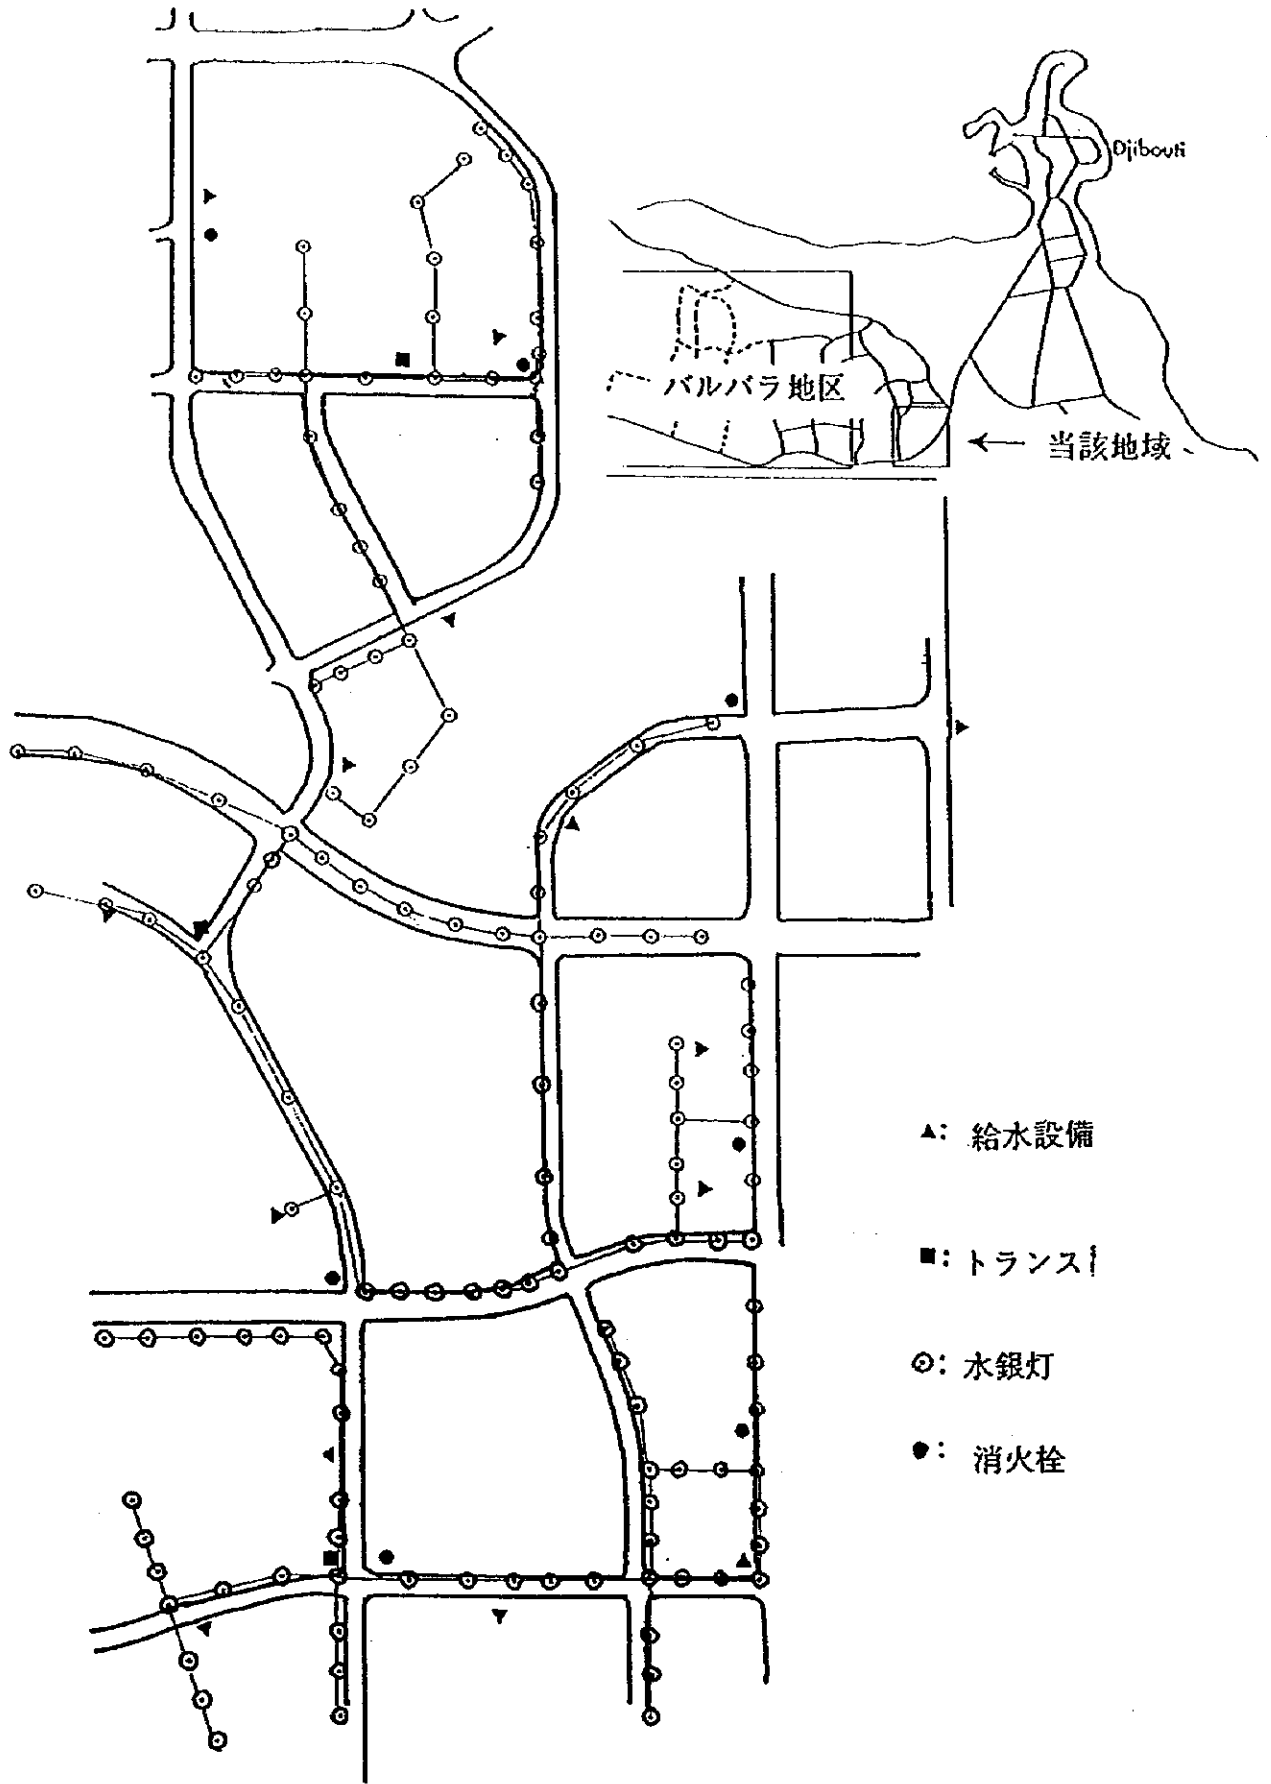 Djibouti
バルバラ地区
当該地域
▲: 給水設備
■: トランス
◎: 水銀灯
●: 消火栓